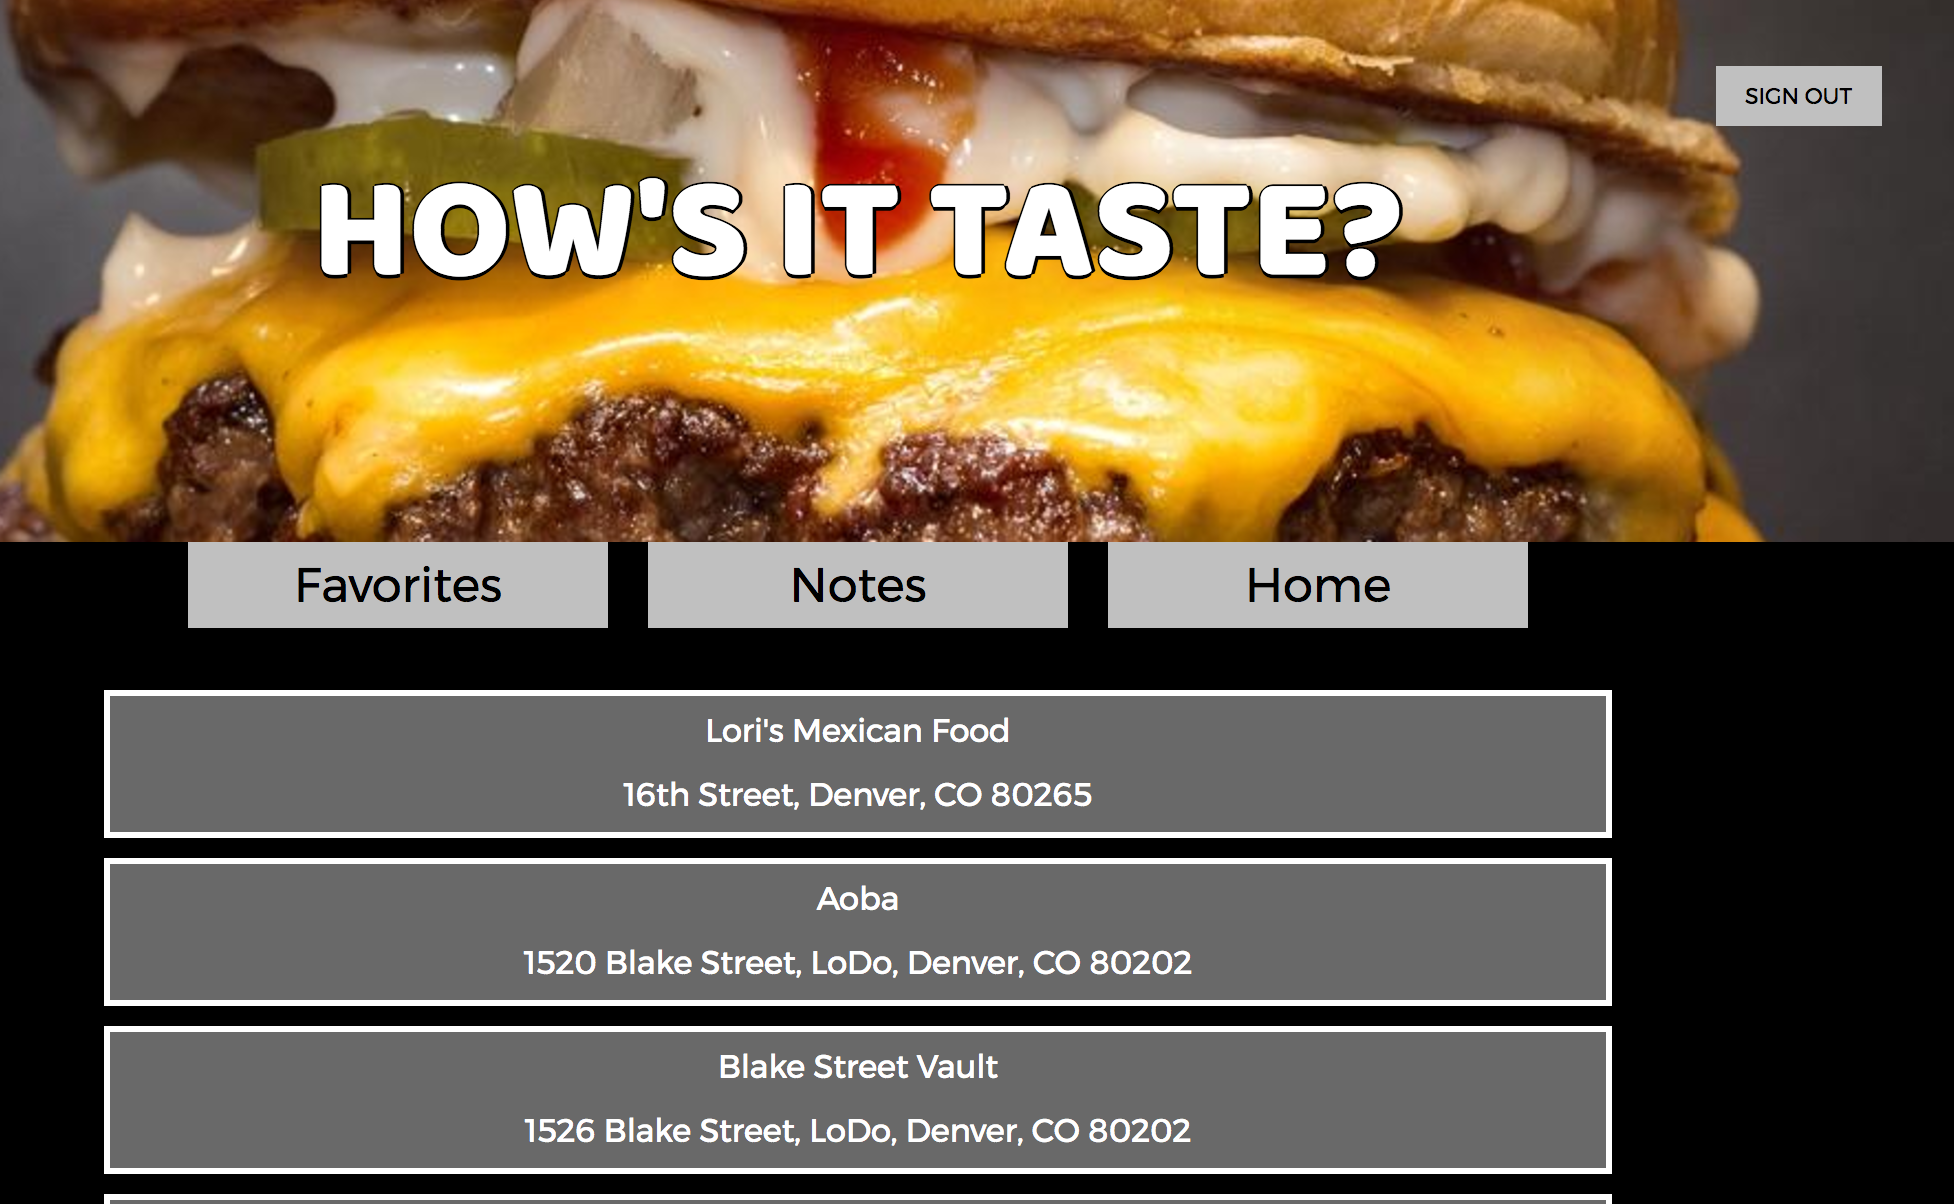 SIGN OUT
HOW'S IT TASTE?
Favorites
Notes
Home
Lori's Mexican Food
16th Street, Denver, CO 80265
Aoba
1520 Blake Street, LoDo, Denver, CO 80202
Blake Street Vault
1526 Blake Street, LoDo, Denver, CO 80202